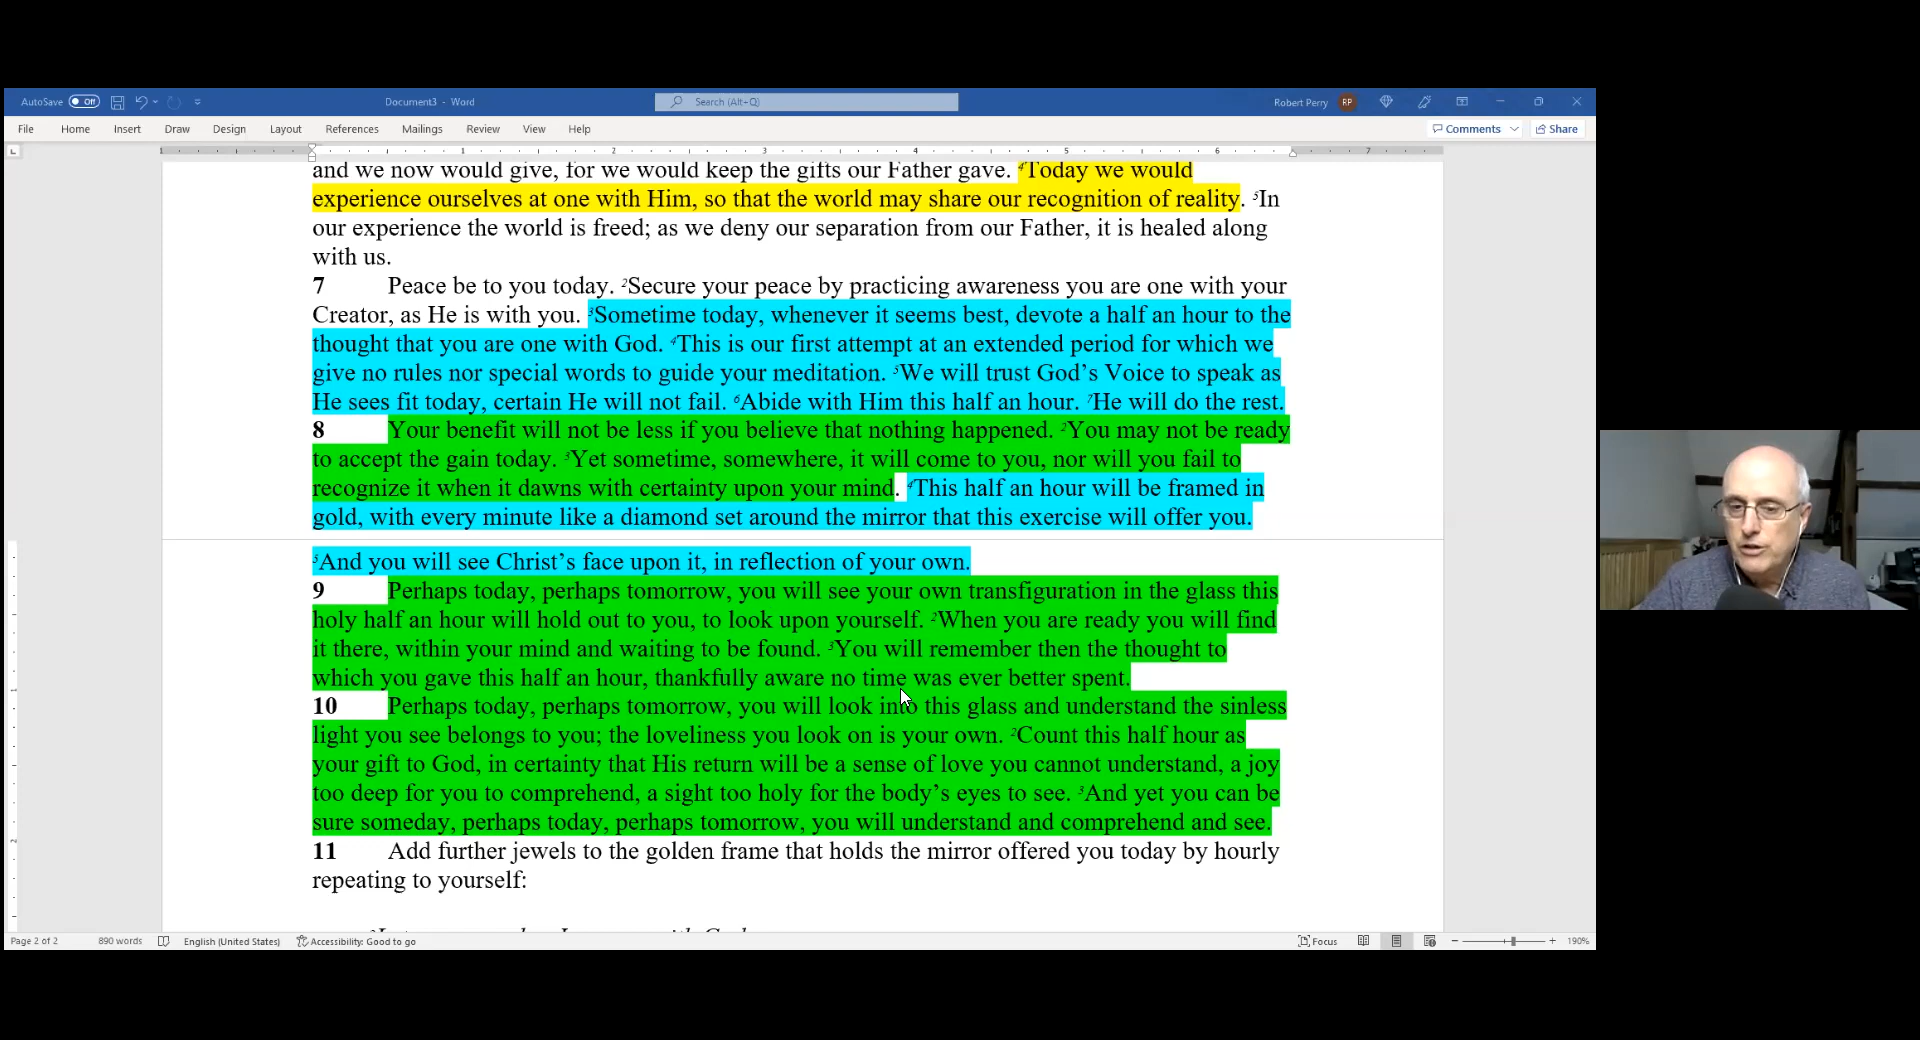 AutoSave Off Document3 - Word Search (Alt+Q) Robert Perry RP
File Home Insert Draw Design Layout References Mailings Review View Help Comments Share
1 1 2 3 4 5 6 7
and we now would give, for we would keep the gifts our Father gave. 4Today we would
experience ourselves at one with Him, so that the world may share our recognition of reality. 5In
our experience the world is freed; as we deny our separation from our Father, it is healed along
with us.
7 Peace be to you today. 2Secure your peace by practicing awareness you are one with your
Creator, as He is with you. 3Sometime today, whenever it seems best, devote a half an hour to the
thought that you are one with God. 4This is our first attempt at an extended period for which we
give no rules nor special words to guide your meditation. 5We will trust God’s Voice to speak as
He sees fit today, certain He will not fail. 6Abide with Him this half an hour. 7He will do the rest.
8 Your benefit will not be less if you believe that nothing happened. 2You may not be ready
to accept the gain today. 3Yet sometime, somewhere, it will come to you, nor will you fail to
recognize it when it dawns with certainty upon your mind. 4This half an hour will be framed in
gold, with every minute like a diamond set around the mirror that this exercise will offer you.
5And you will see Christ’s face upon it, in reflection of your own.
9 Perhaps today, perhaps tomorrow, you will see your own transfiguration in the glass this
holy half an hour will hold out to you, to look upon yourself. 2When you are ready you will find
it there, within your mind and waiting to be found. 3You will remember then the thought to
which you gave this half an hour, thankfully aware no time was ever better spent.
10 Perhaps today, perhaps tomorrow, you will look into this glass and understand the sinless
light you see belongs to you; the loveliness you look on is your own. 2Count this half hour as
your gift to God, in certainty that His return will be a sense of love you cannot understand, a joy
too deep for you to comprehend, a sight too holy for the body’s eyes to see. 3And yet you can be
sure someday, perhaps today, perhaps tomorrow, you will understand and comprehend and see.
11 Add further jewels to the golden frame that holds the mirror offered you today by hourly
repeating to yourself:
Page 2 of 2 890 words English (United States) Accessibility: Good to go Focus 190%